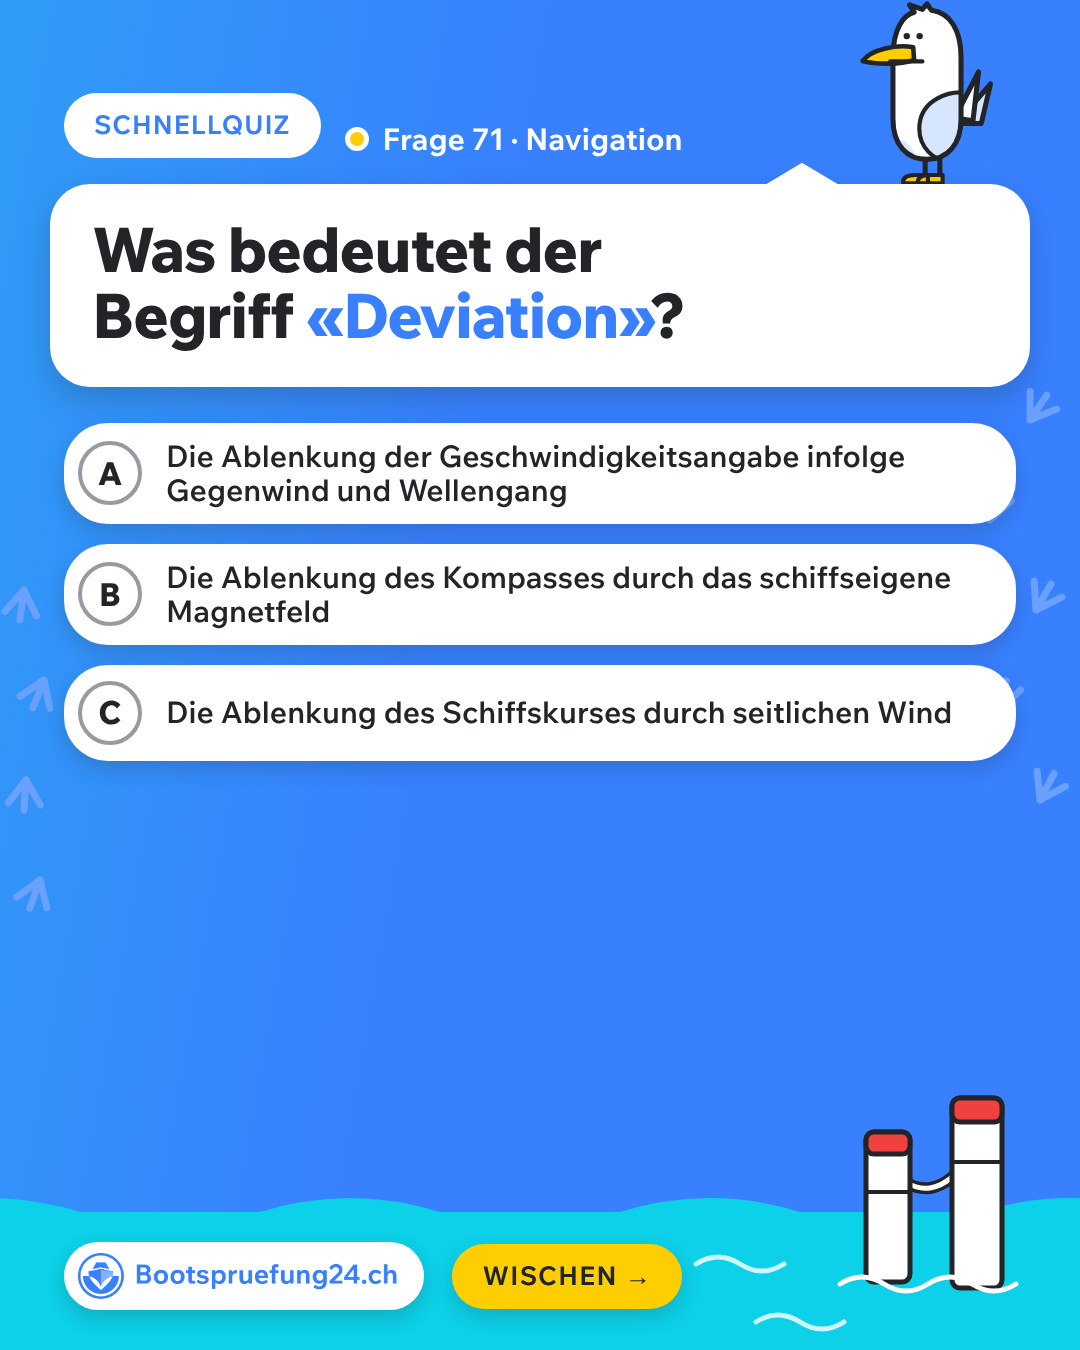 SCHNELLQUIZ
Frage 71 · Navigation
Was bedeutet der
Begriff «Deviation»?
A
Die Ablenkung der Geschwindigkeitsangabe infolge
Gegenwind und Wellengang
B
Die Ablenkung des Kompasses durch das schiffseigene
Magnetfeld
C
Die Ablenkung des Schiffskurses durch seitlichen Wind
Bootspruefung24.ch
WISCHEN →